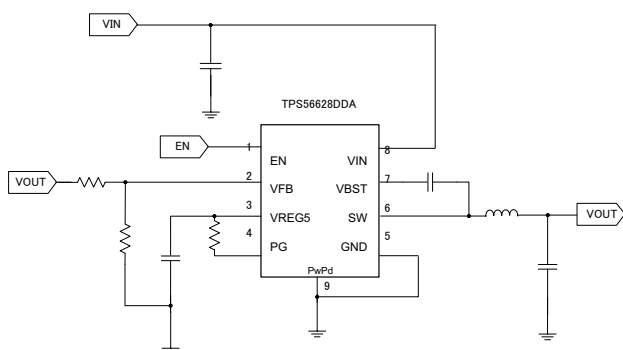 VIN
TPS56628DDA
EN
1
8
EN
VIN
VOUT
2
7
VFB
VBST
3
6
VREG5
SW
VOUT
4
5
PG
GND
PwPd
9